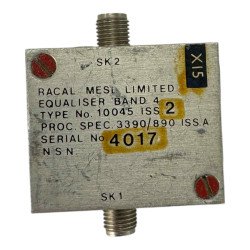 SK2
X15
RACAL MESL LIMITED
EQUALISER BAND 4
TYPE No. 10045 ISS 2
PROC. SPEC. 3390/890 ISS.A
SERIAL No 4017
N S N
SK1